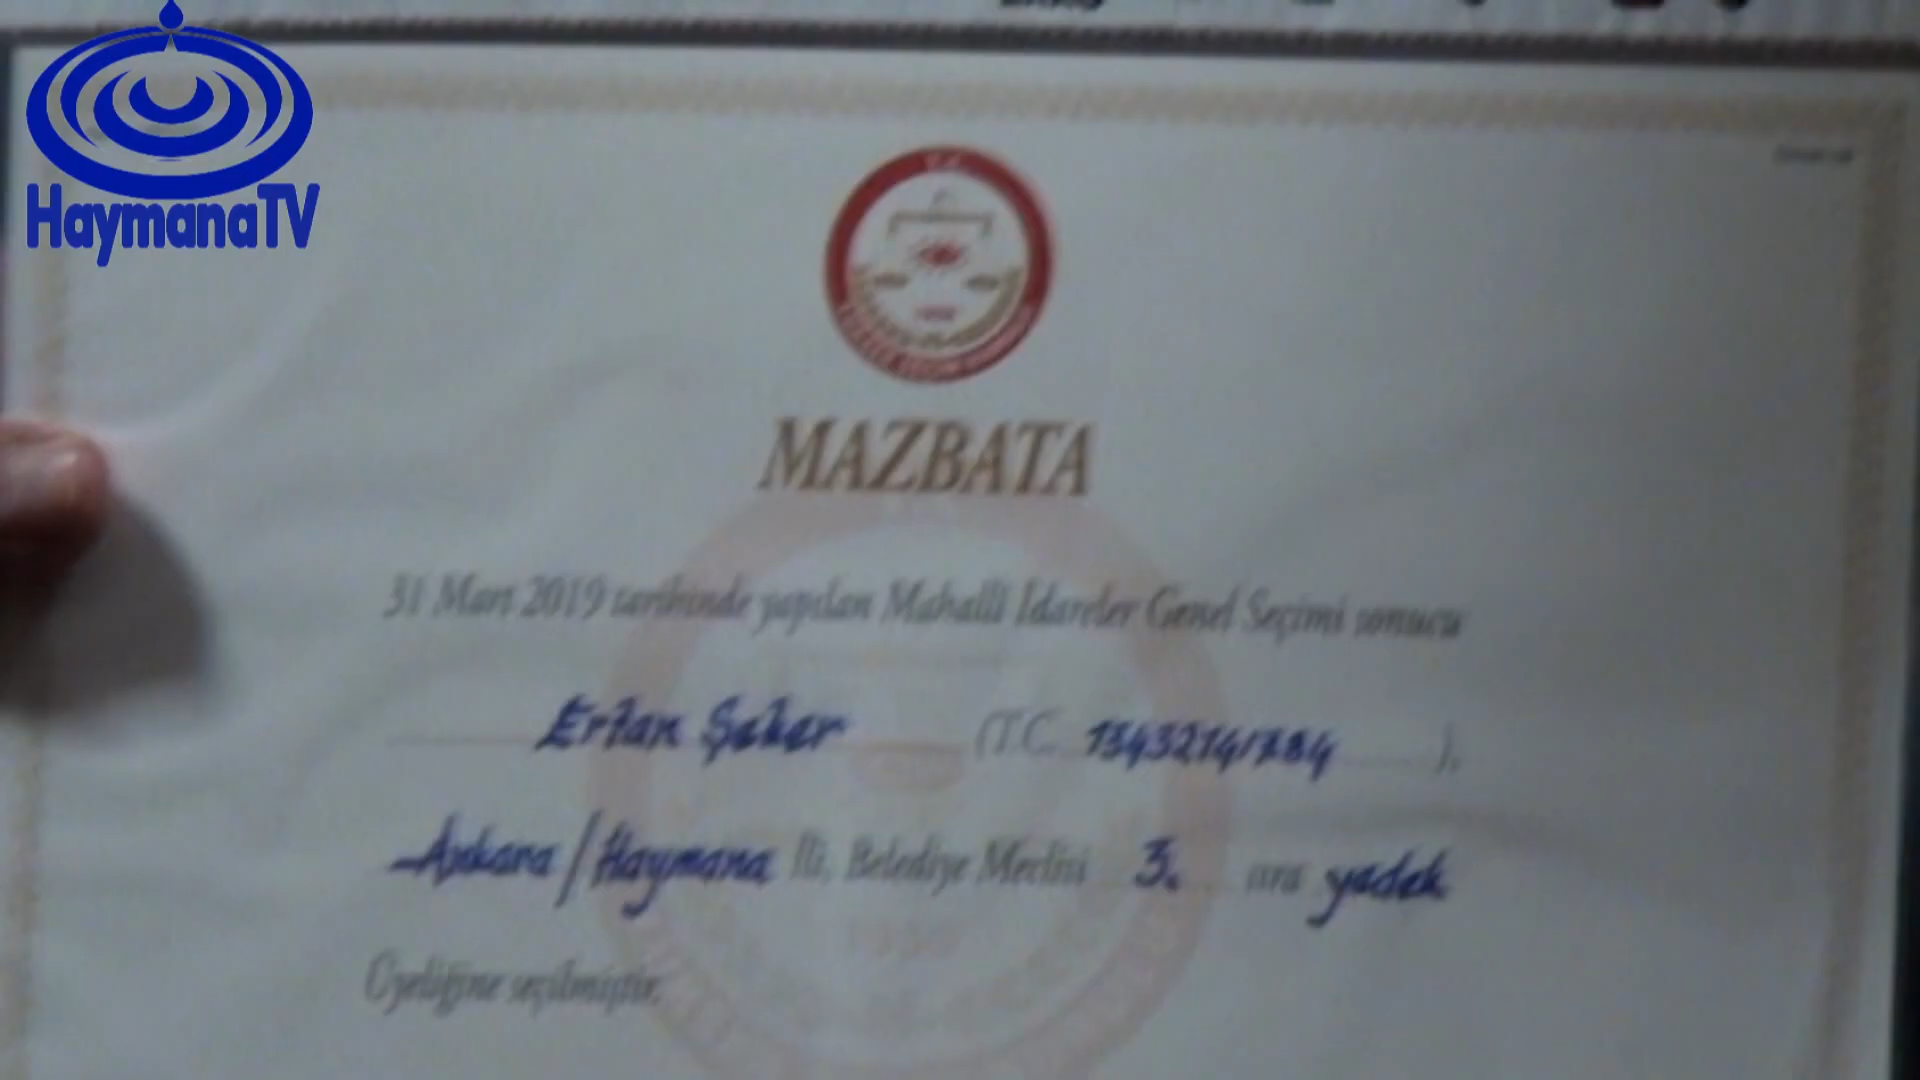 HaymanaTV
MAZBATA
31 Mart 2019 tarihinde yapılan Mahalli İdareler Genel Seçimi sonucu
Ertan Şeker (T.C. ),
Ankara/Haymana İli, Belediye Meclisi 3. sıra yedek
Üyeliğine seçilmiştir.